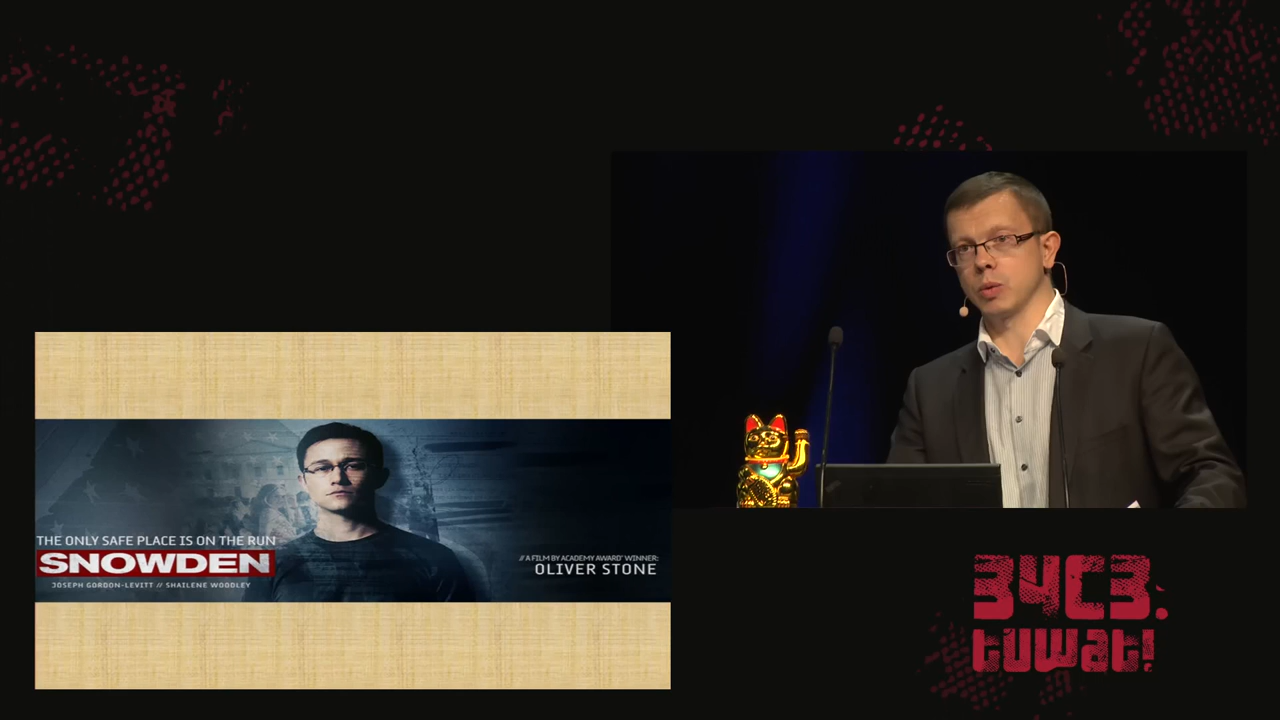 THE ONLY SAFE PLACE IS ON THE RUN
SNOWDEN
JOSEPH GORDON-LEVITT // SHAILENE WOODLEY
// A FILM BY ACADEMY AWARD® WINNER:
OLIVER STONE
34C3.
tuwat!